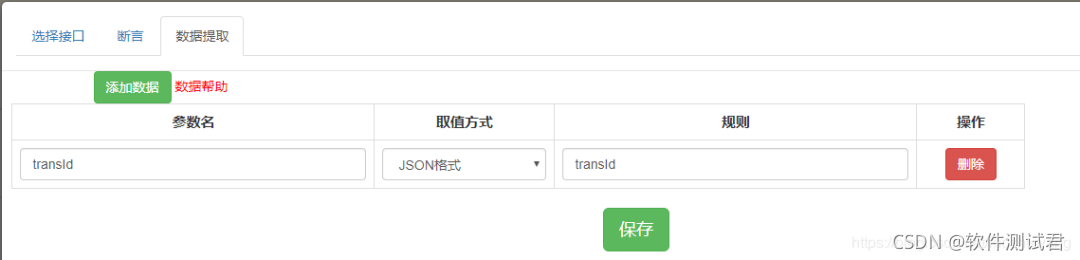 选择接口 断言 数据提取
添加数据 数据帮助
参数名 取值方式 规则 操作
transId JSON格式 transId 删除
保存
CSDN @软件测试君